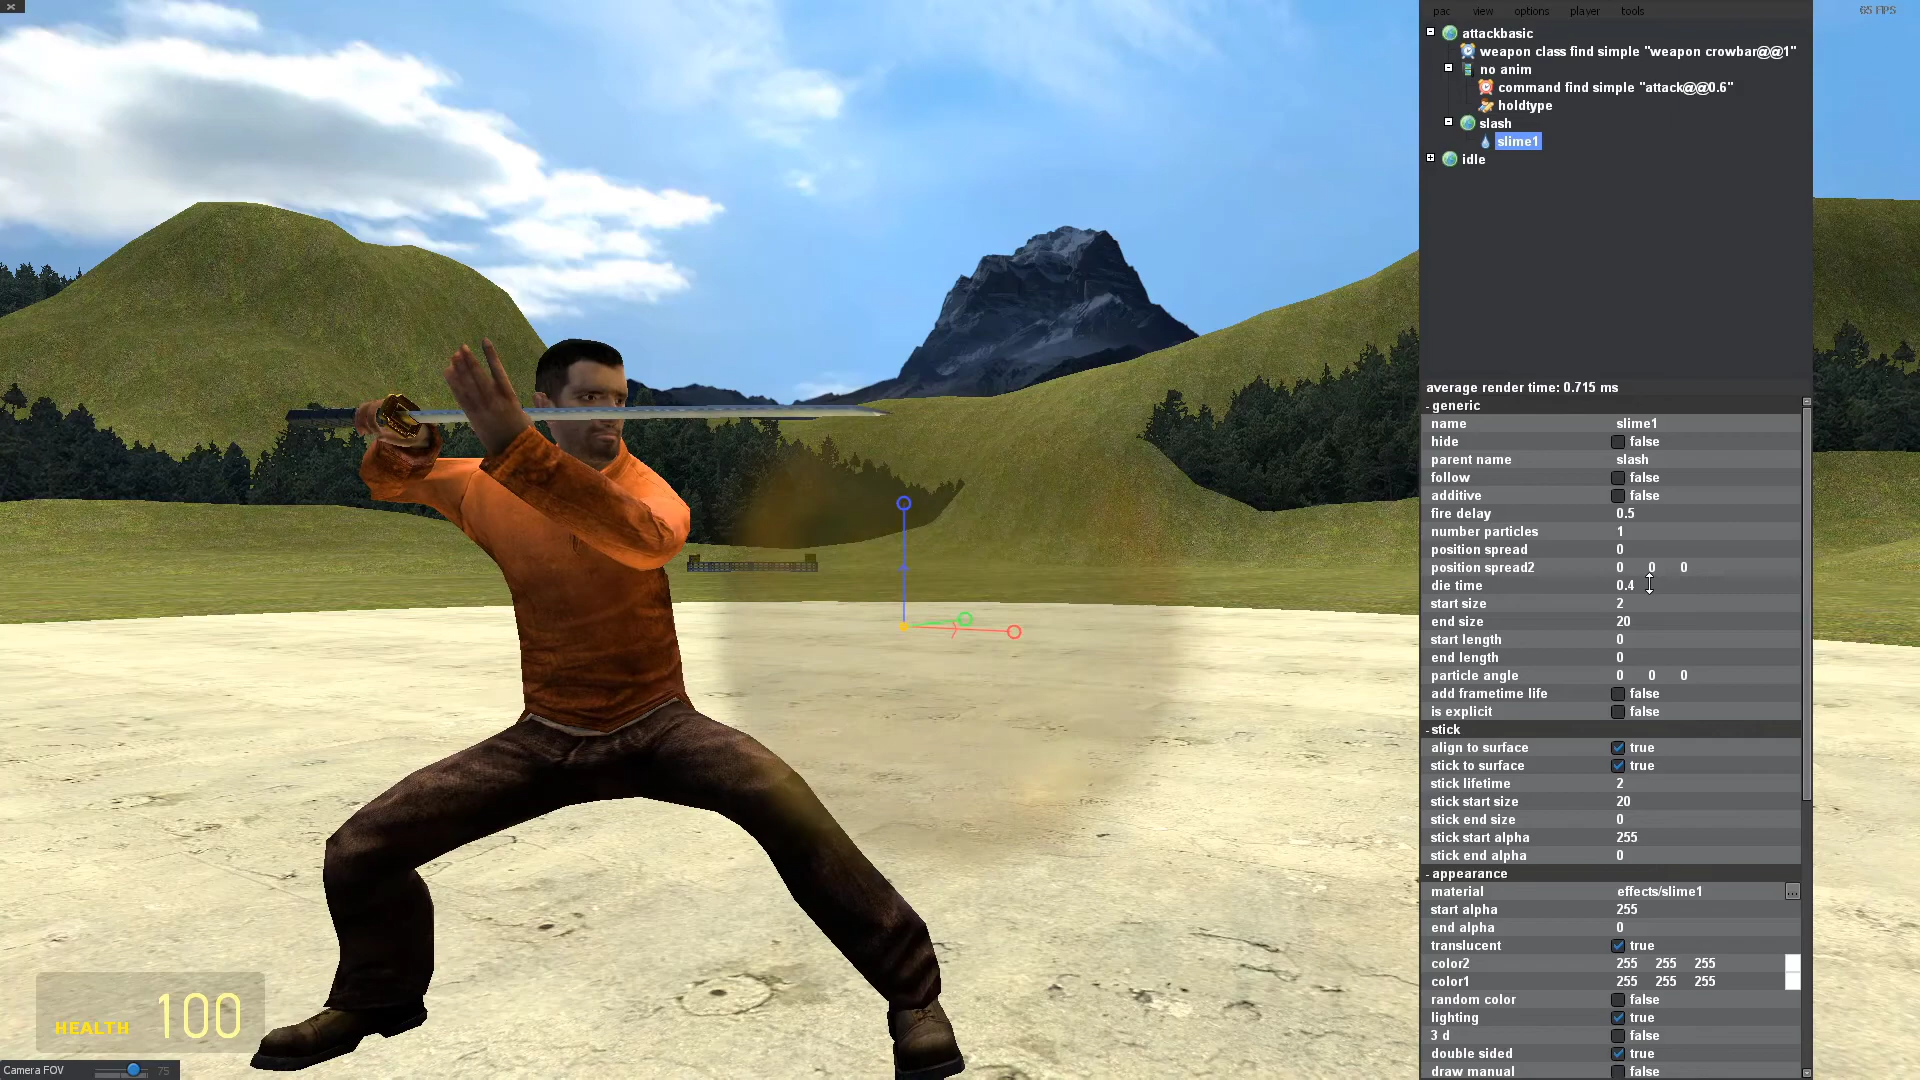 pac view options player tools
65 FPS
attackbasic
weapon class find simple "weapon crowbar@@1"
no anim
command find simple "attack@@0.6"
holdtype
slash
slime1
idle
average render time: 0.715 ms
- generic
name slime1
hide false
parent name slash
follow false
additive false
fire delay 0.5
number particles 1
position spread 0
position spread2 0 0 0
die time 0.4
start size 2
end size 20
start length 0
end length 0
particle angle 0 0 0
add frametime life false
is explicit false
- stick
align to surface true
stick to surface true
stick lifetime 2
stick start size 20
stick end size 0
stick start alpha 255
stick end alpha 0
- appearance
material effects/slime1 ...
start alpha 255
end alpha 0
translucent true
color2 255 255 255
color1 255 255 255
random color false
lighting true
3 d false
double sided true
draw manual false
HEALTH 100
Camera FOV 75